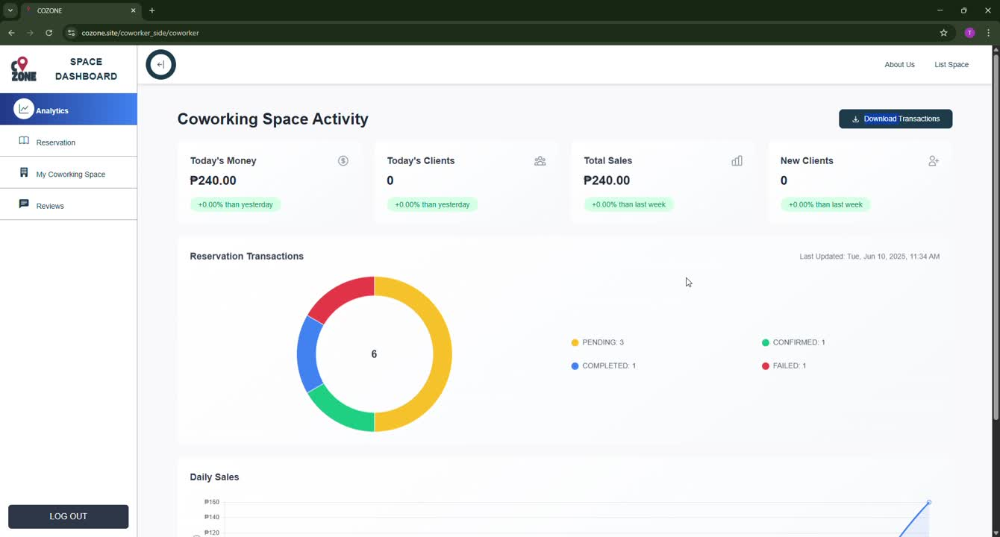 COZONE
cozone.site/coworker_side/coworker
T
C
ZONE
SPACE
DASHBOARD
About Us
List Space
Analytics
Reservation
My Coworking Space
Reviews
LOG OUT
Coworking Space Activity
Download Transactions
Today's Money
₱240.00
+0.00% than yesterday
Today's Clients
0
+0.00% than yesterday
Total Sales
₱240.00
+0.00% than last week
New Clients
0
+0.00% than last week
Reservation Transactions
Last Updated: Tue, Jun 10, 2025, 11:34 AM
6
PENDING: 3
CONFIRMED: 1
COMPLETED: 1
FAILED: 1
Daily Sales
₱160
₱140
₱120